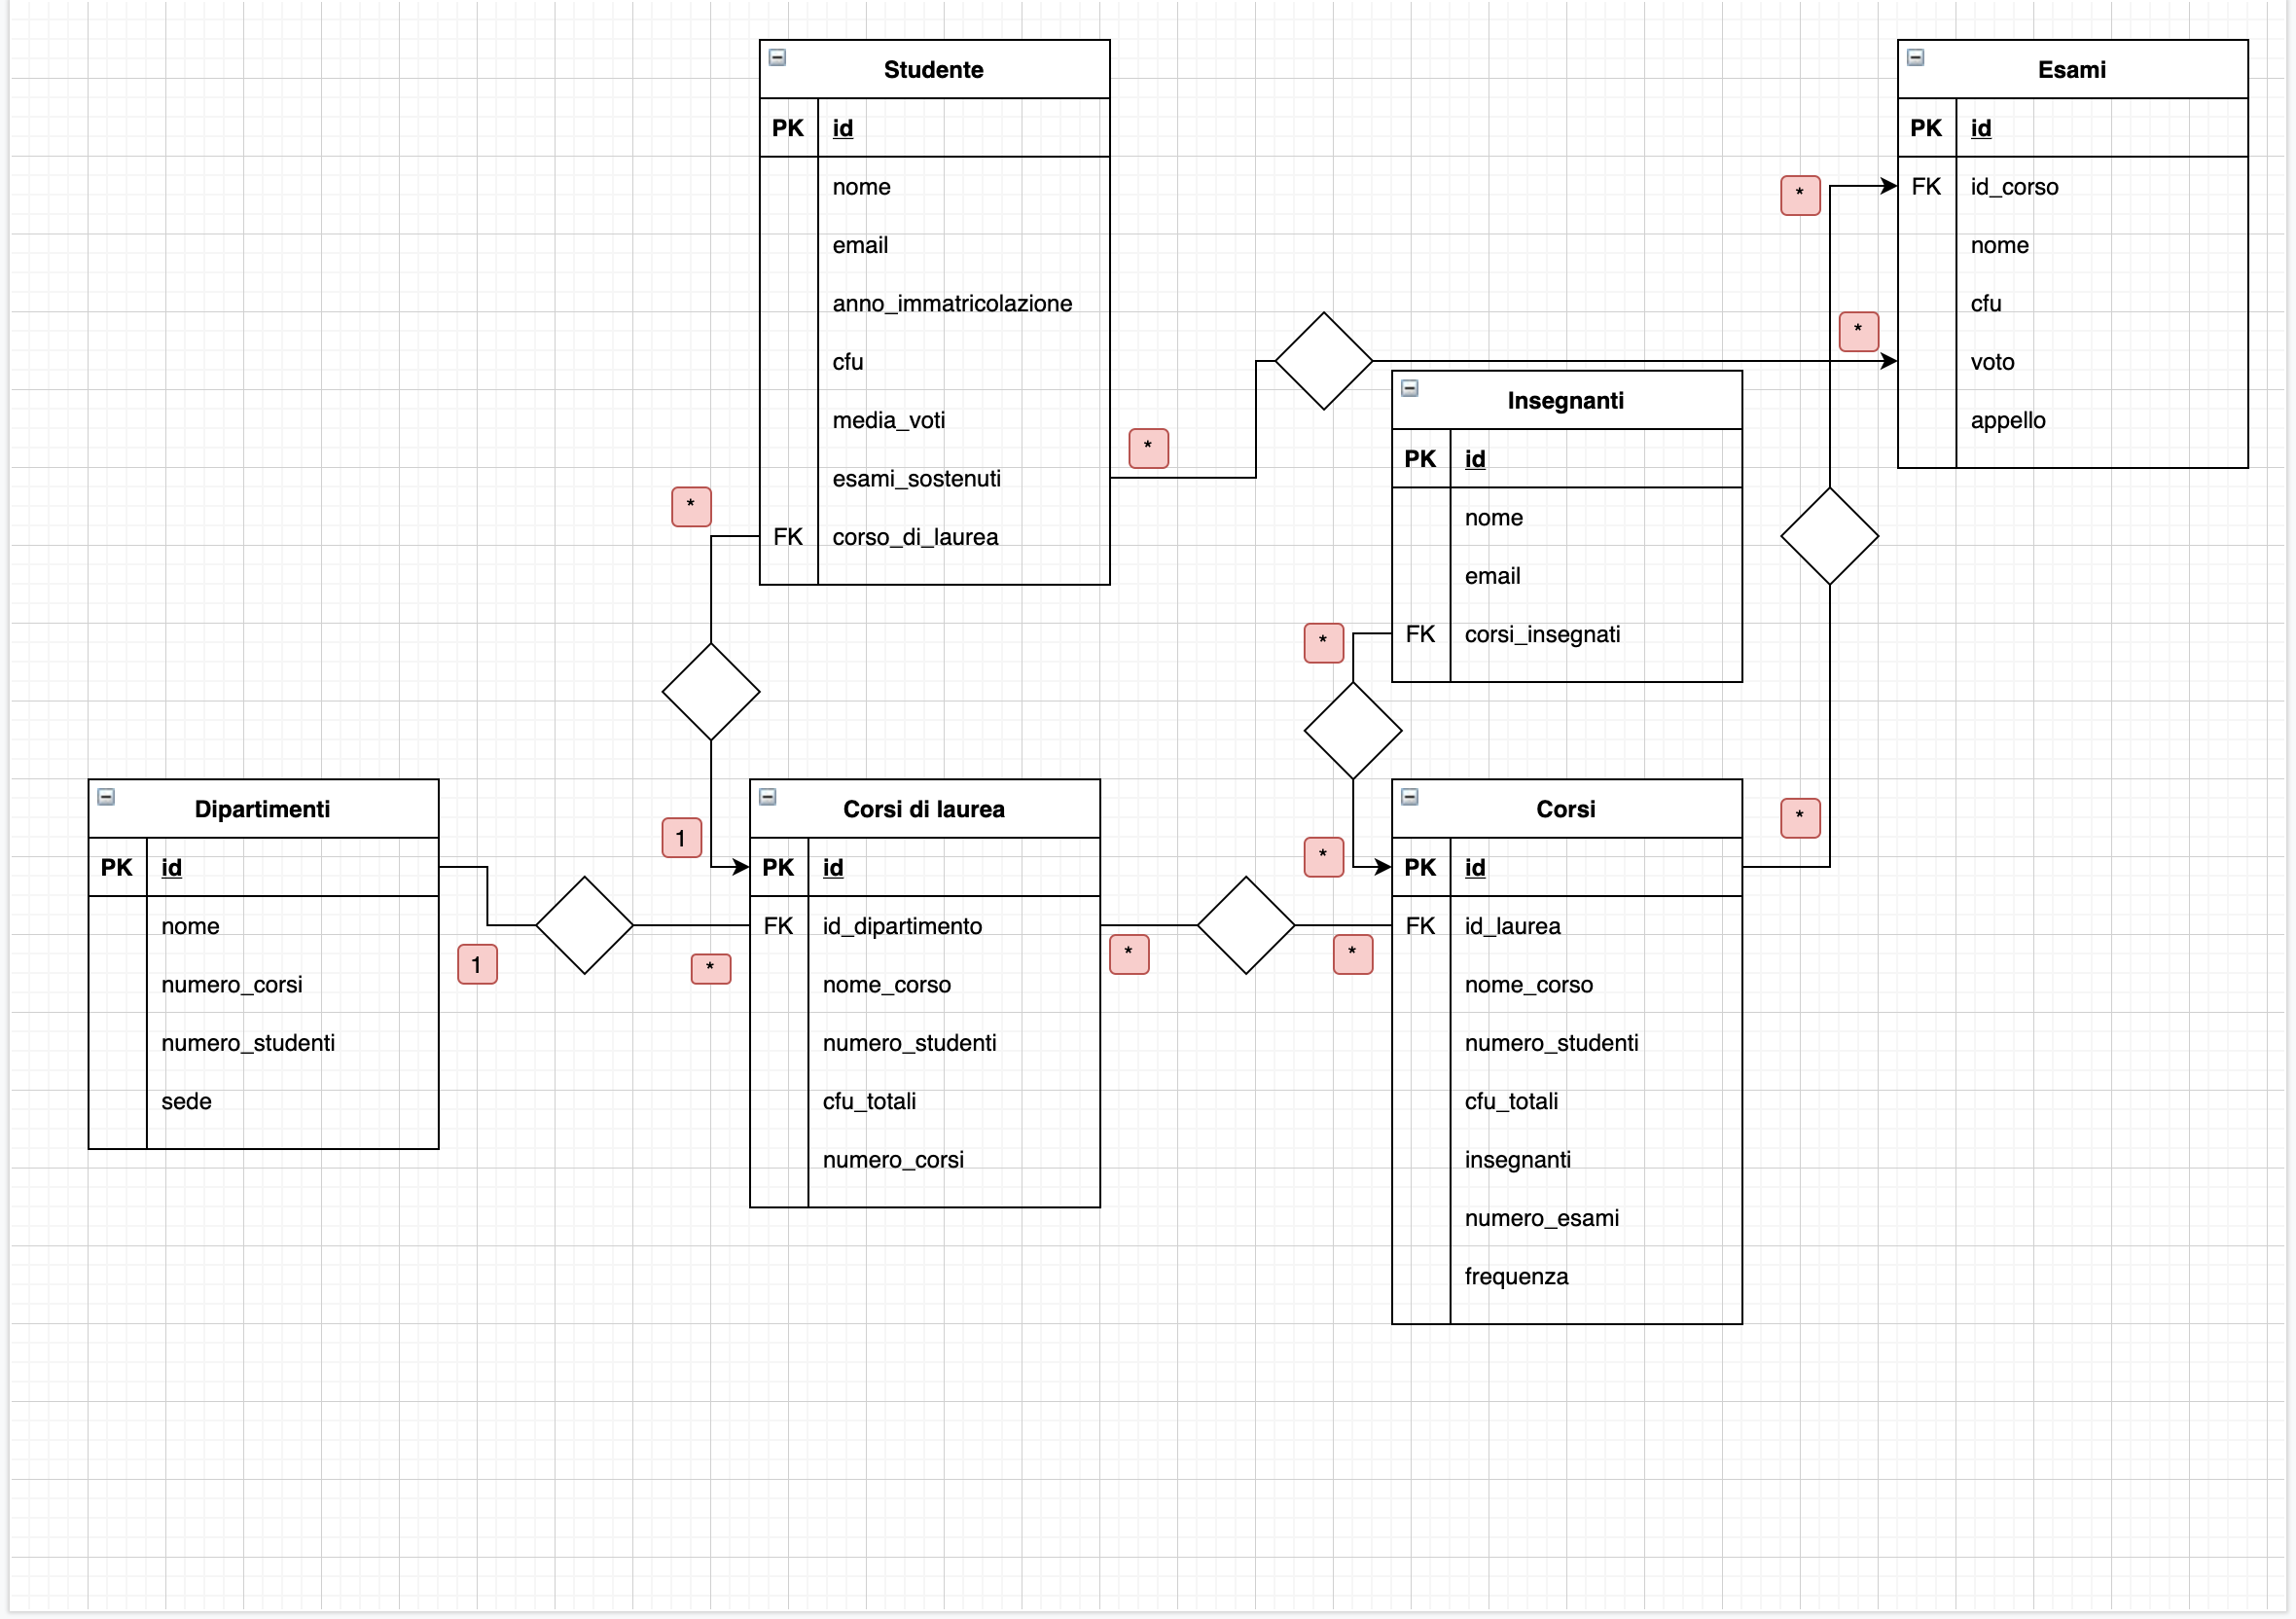 Studente
PK id
nome
email
anno_immatricolazione
cfu
media_voti
esami_sostenuti
FK corso_di_laurea
Esami
PK id
FK id_corso
nome
cfu
voto
appello
*
*
*
*
Insegnanti
PK id
nome
email
FK corsi_insegnati
*
1
*
*
Dipartimenti
PK id
nome
numero_corsi
numero_studenti
sede
1
*
Corsi di laurea
PK id
FK id_dipartimento
nome_corso
numero_studenti
cfu_totali
numero_corsi
*
*
Corsi
PK id
FK id_laurea
nome_corso
numero_studenti
cfu_totali
insegnanti
numero_esami
frequenza